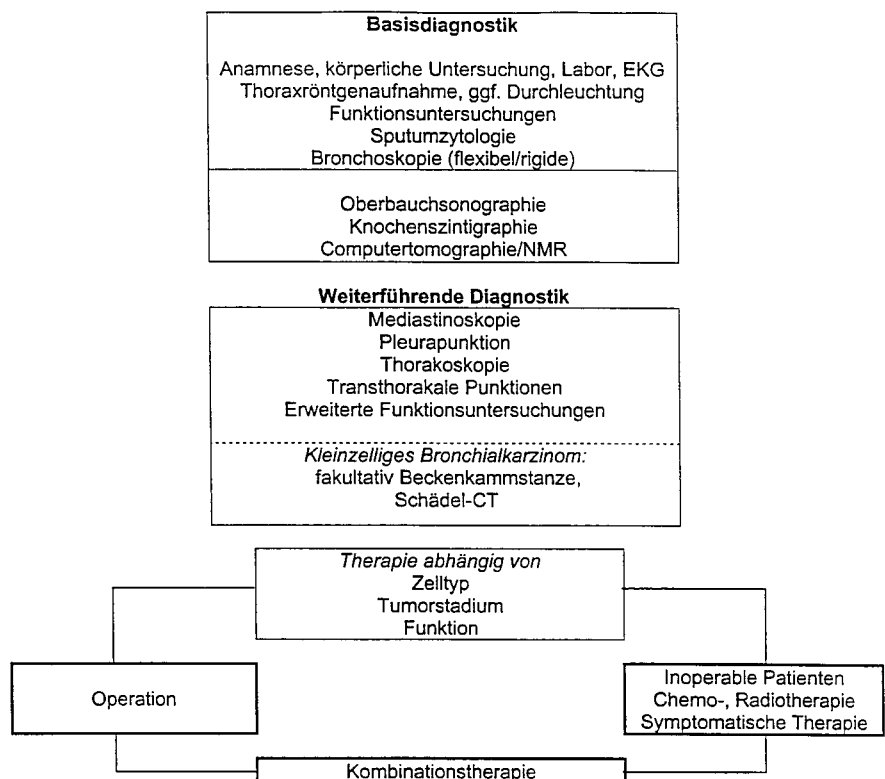 Basisdiagnostik
Anamnese, körperliche Untersuchung, Labor, EKG
Thoraxröntgenaufnahme, ggf. Durchleuchtung
Funktionsuntersuchungen
Sputumzytologie
Bronchoskopie (flexibel/rigide)
Oberbauchsonographie
Knochenszintigraphie
Computertomographie/NMR
Weiterführende Diagnostik
Mediastinoskopie
Pleurapunktion
Thorakoskopie
Transthorakale Punktionen
Erweiterte Funktionsuntersuchungen
Kleinzelliges Bronchialkarzinom:
fakultativ Beckenkammstanze,
Schädel-CT
Therapie abhängig von
Zelltyp
Tumorstadium
Funktion
Operation
Inoperable Patienten
Chemo-, Radiotherapie
Symptomatische Therapie
Kombinationstherapie